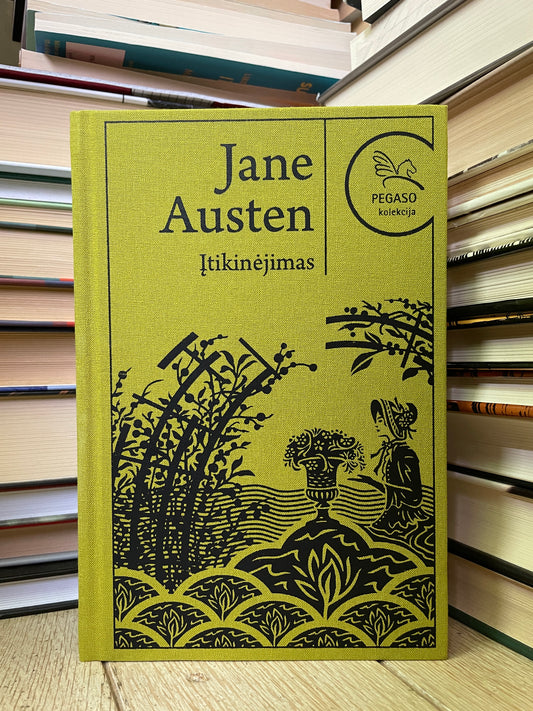 Jane
Austen
Įtikinėjimas
PEGASO
kolekcija